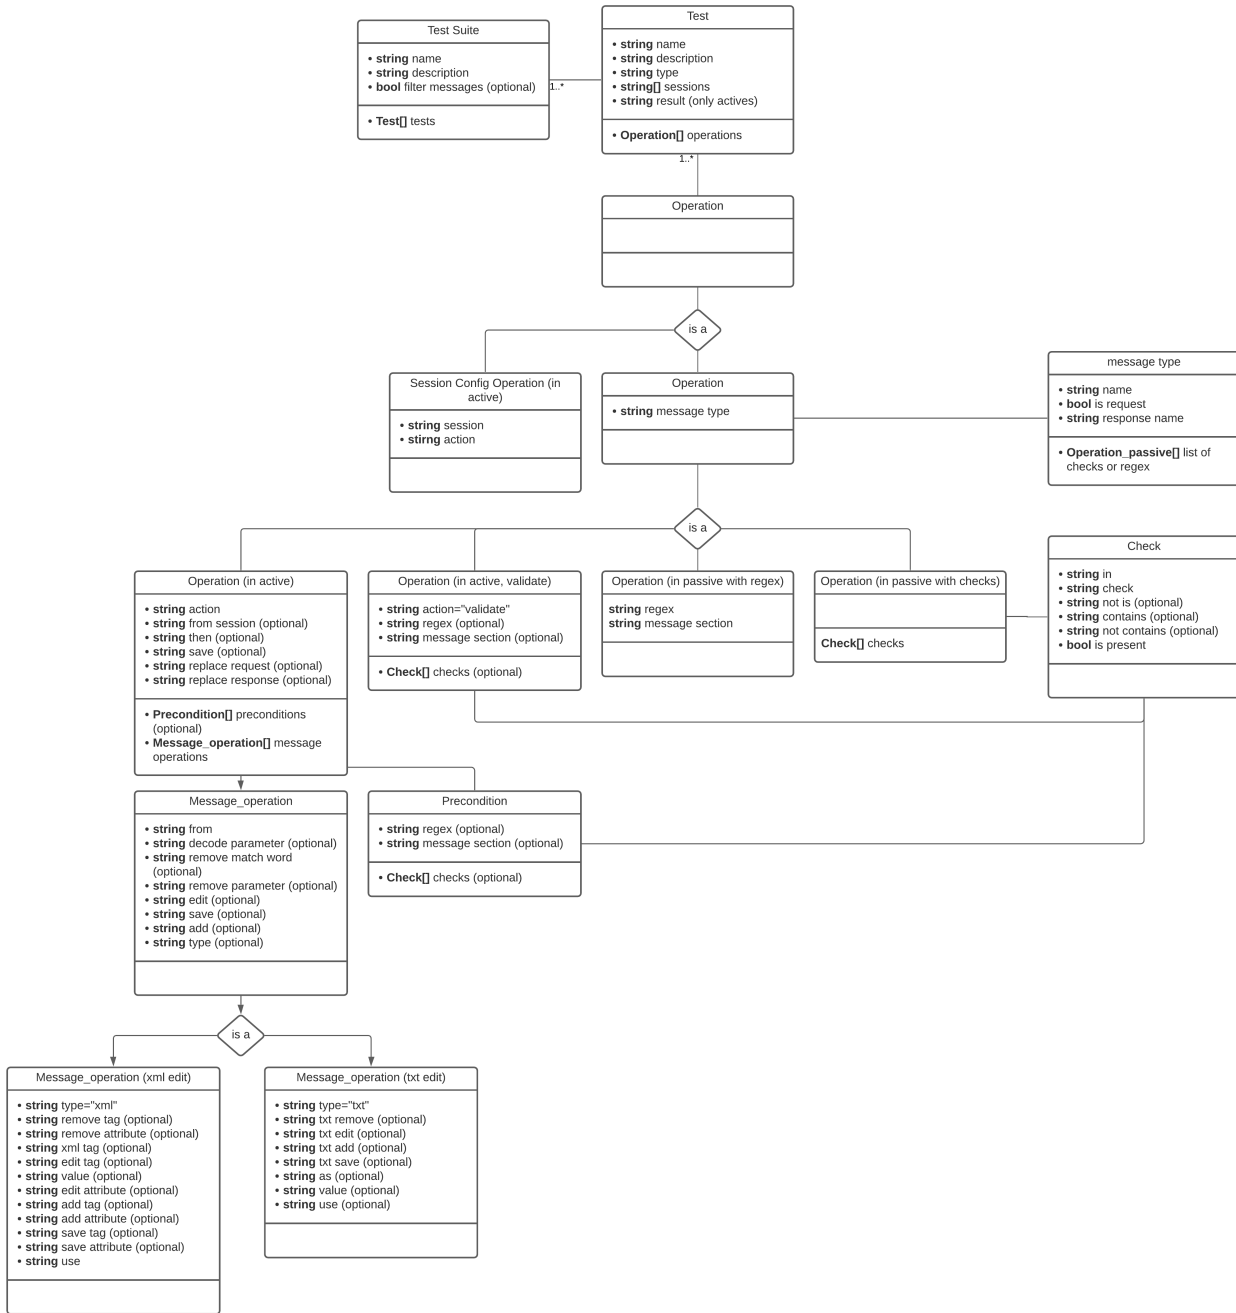 Test Suite
• string name
• string description
• bool filter messages (optional)
• Test[] tests
1..*
Test
• string name
• string description
• string type
• string[] sessions
• string result (only actives)
• Operation[] operations
1..*
Operation
is a
Session Config Operation (in
active)
• string session
• stirng action
Operation
• string message type
message type
• string name
• bool is request
• string response name
• Operation_passive[] list of
checks or regex
is a
Operation (in active)
• string action
• string from session (optional)
• string then (optional)
• string save (optional)
• string replace request (optional)
• string replace response (optional)
• Precondition[] preconditions
(optional)
• Message_operation[] message
operations
Operation (in active, validate)
• string action="validate"
• string regex (optional)
• string message section (optional)
• Check[] checks (optional)
Operation (in passive with regex)
string regex
string message section
Operation (in passive with checks)
Check[] checks
Check
• string in
• string check
• string not is (optional)
• string contains (optional)
• string not contains (optional)
• bool is present
Message_operation
• string from
• string decode parameter (optional)
• string remove match word
(optional)
• string remove parameter (optional)
• string edit (optional)
• string save (optional)
• string add (optional)
• string type (optional)
Precondition
• string regex (optional)
• string message section (optional)
• Check[] checks (optional)
is a
Message_operation (xml edit)
• string type="xml"
• string remove tag (optional)
• string remove attribute (optional)
• string xml tag (optional)
• string edit tag (optional)
• string value (optional)
• string edit attribute (optional)
• string add tag (optional)
• string add attribute (optional)
• string save tag (optional)
• string save attribute (optional)
• string use
Message_operation (txt edit)
• string type="txt"
• string txt remove (optional)
• string txt edit (optional)
• string txt add (optional)
• string txt save (optional)
• string as (optional)
• string value (optional)
• string use (optional)